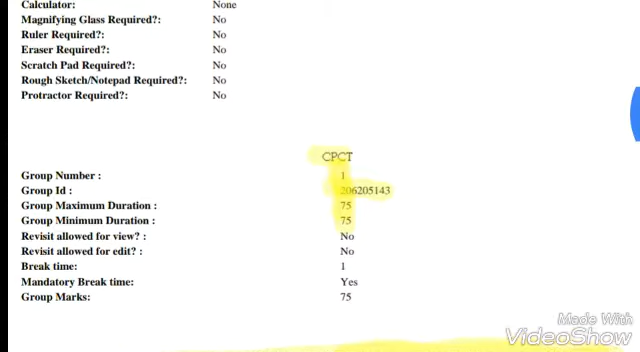 Calculator: None
Magnifying Glass Required?: No
Ruler Required?: No
Eraser Required?: No
Scratch Pad Required?: No
Rough Sketch/Notepad Required?: No
Protractor Required?: No
CPCT
Group Number : 1
Group Id : 206205143
Group Maximum Duration : 75
Group Minimum Duration : 75
Revisit allowed for view? : No
Revisit allowed for edit? : No
Break time: 1
Mandatory Break time: Yes
Group Marks: 75
Made With
VideoShow